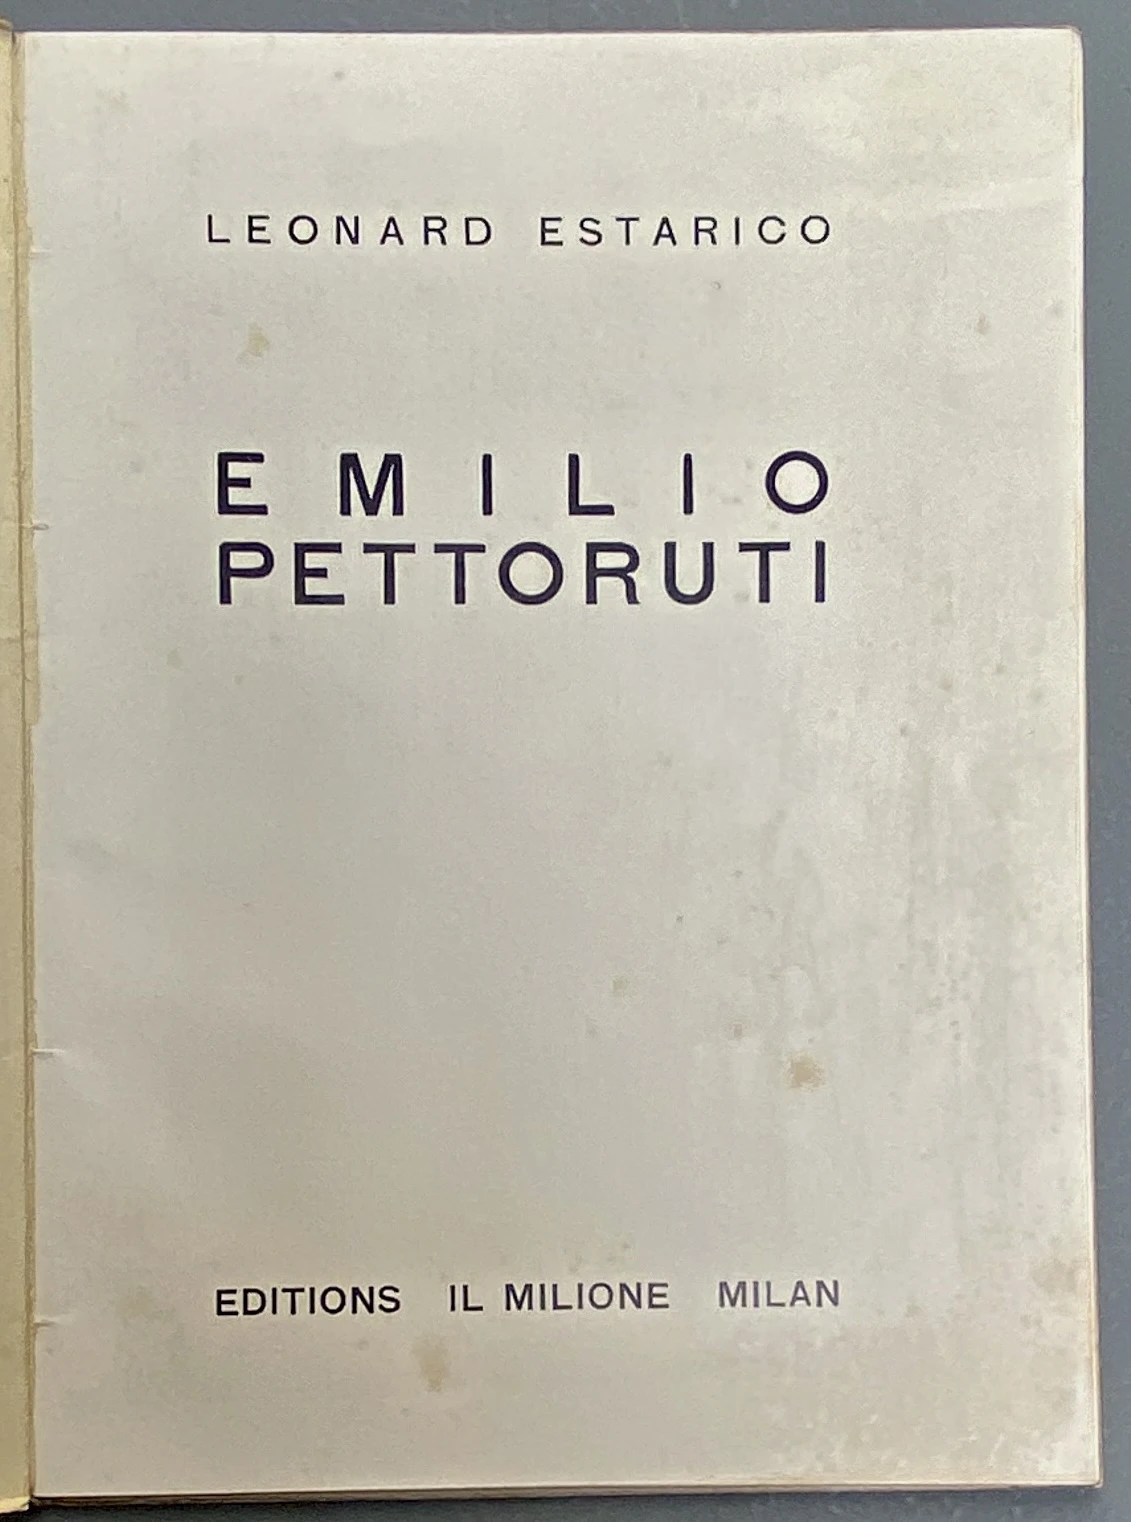 LEONARD ESTARICO
EMILIO
PETTORUTI
EDITIONS IL MILIONE MILAN